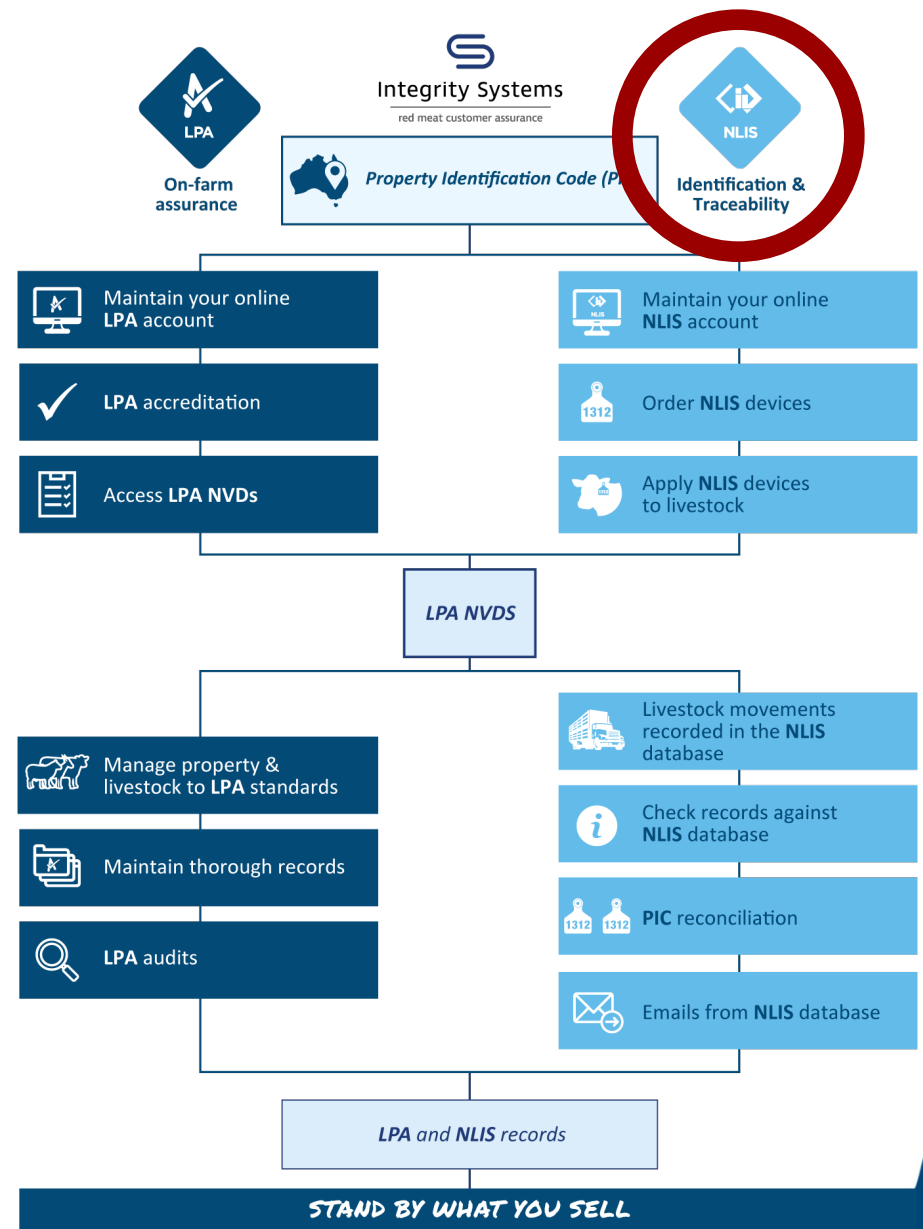 LPA
On-farm
assurance
Integrity Systems
red meat customer assurance
NLIS
Identification &
Traceability
Property Identification Code (P
Maintain your online
LPA account
LPA accreditation
Access LPA NVDs
NLIS
Maintain your online
NLIS account
1312
Order NLIS devices
Apply NLIS devices
to livestock
LPA NVDS
Manage property &
livestock to LPA standards
Maintain thorough records
LPA audits
Livestock movements
recorded in the NLIS
database
i
Check records against
NLIS database
1312 1312
PIC reconciliation
Emails from NLIS database
LPA and NLIS records
STAND BY WHAT YOU SELL